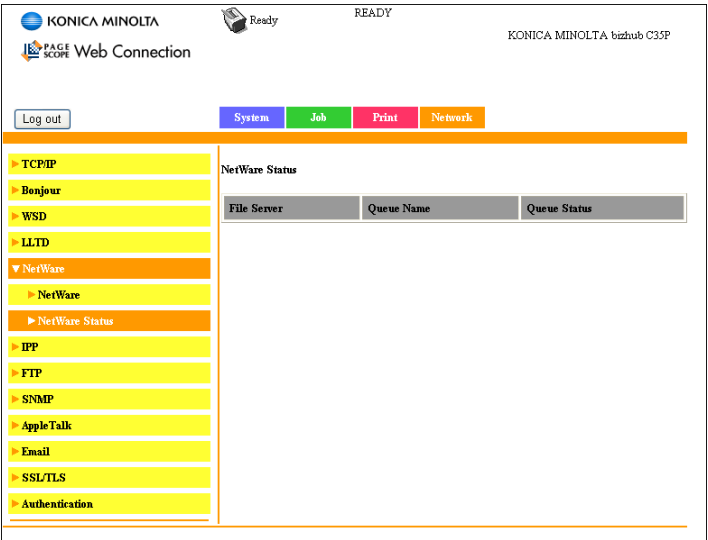 KONICA MINOLTA
Ready
READY
KONICA MINOLTA bizhub C35P
PAGE SCOPE Web Connection
Log out
System Job Print Network
TCP/IP
Bonjour
WSD
LLTD
NetWare
NetWare
NetWare Status
IPP
FTP
SNMP
AppleTalk
Email
SSL/TLS
Authentication
NetWare Status
File Server Queue Name Queue Status